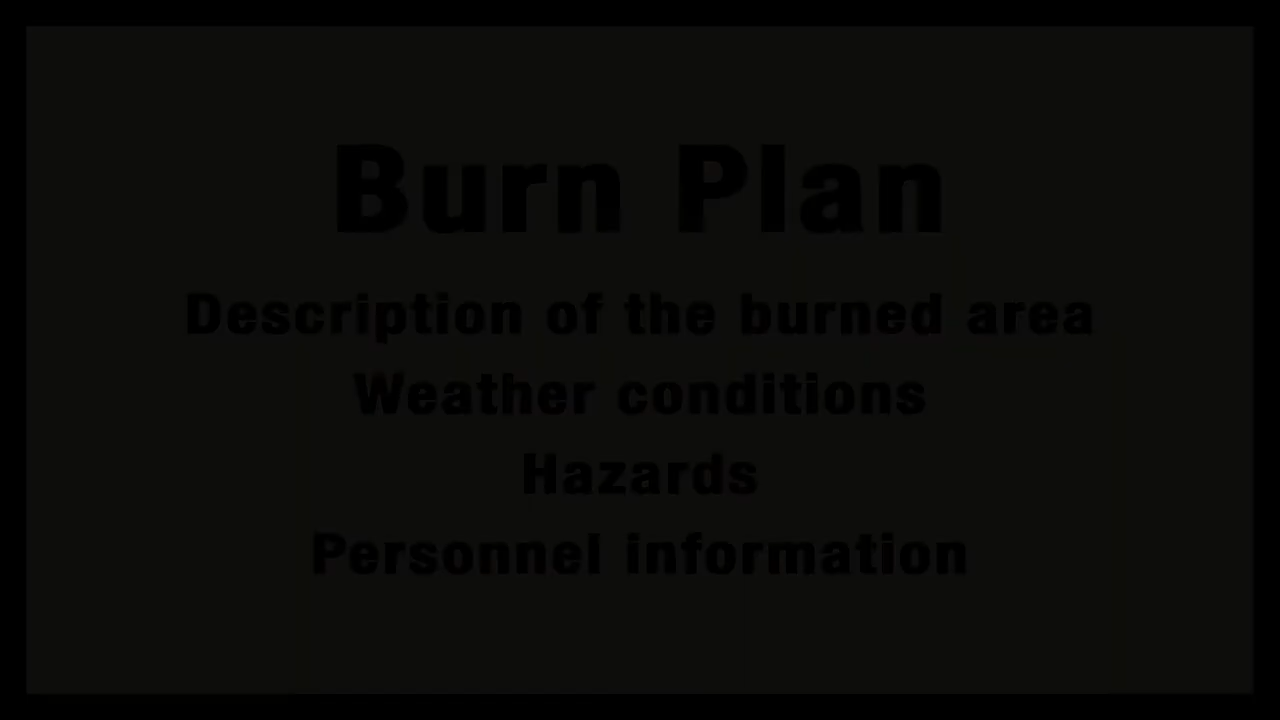 Burn Plan
Description of the burned area
Weather conditions
Hazards
Personnel information